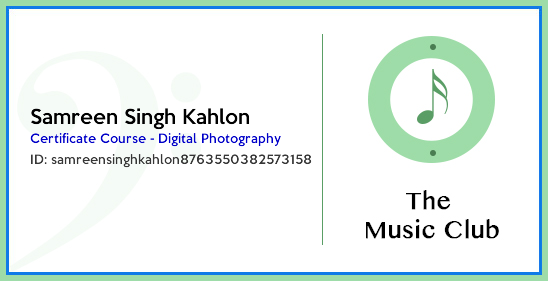 Samreen Singh Kahlon
Certificate Course - Digital Photography
ID: samreensinghkahlon8763550382573158
The
Music Club